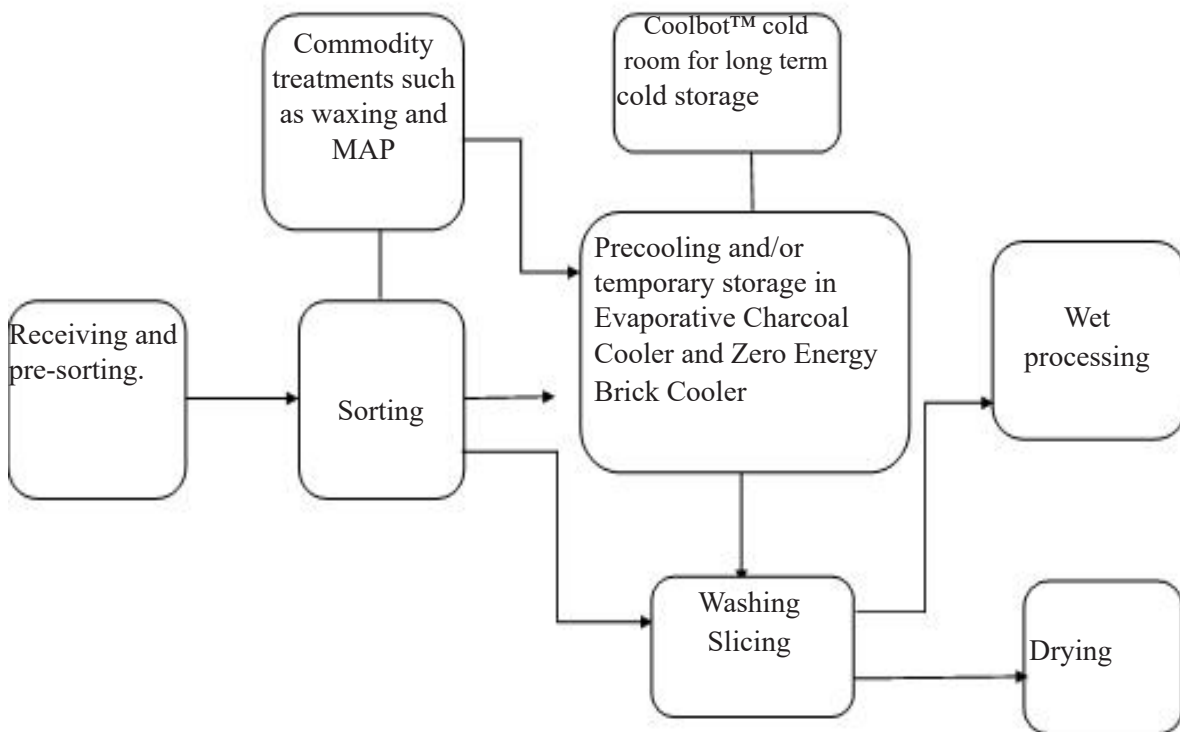 Commodity
treatments such
as waxing and
MAP
Coolbot™ cold
room for long term
cold storage
Receiving and
pre-sorting.
Sorting
Precooling and/or
temporary storage in
Evaporative Charcoal
Cooler and Zero Energy
Brick Cooler
Wet
processing
Washing
Slicing
Drying